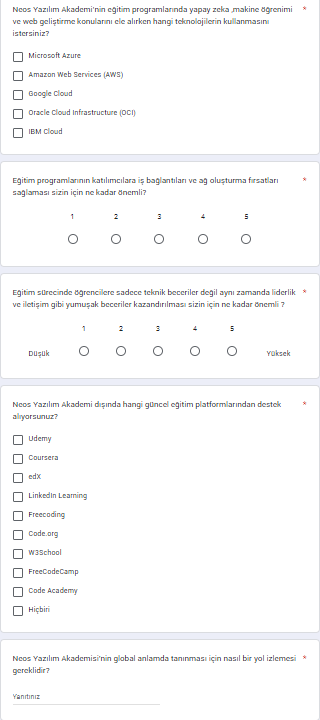 Neos Yazılım Akademi'nin eğitim programlarında yapay zeka ,makine öğrenimi *
ve web geliştirme konularını ele alırken hangi teknolojilerin kullanmasını
istersiniz?
Microsoft Azure
Amazon Web Services (AWS)
Google Cloud
Oracle Cloud Infrastructure (OCI)
IBM Cloud
Eğitim programlarının katılımcılara iş bağlantıları ve ağ oluşturma fırsatları *
sağlaması sizin için ne kadar önemli?
1 2 3 4 5
Eğitim sürecinde öğrencilere sadece teknik beceriler değil aynı zamanda liderlik *
ve iletişim gibi yumuşak beceriler kazandırılması sizin için ne kadar önemli ?
1 2 3 4 5
Düşük Yüksek
Neos Yazılım Akademi dışında hangi güncel eğitim platformlarından destek *
alıyorsunuz?
Udemy
Coursera
edX
LinkedIn Learning
Freecoding
Code.org
W3School
FreeCodeCamp
Code Academy
Hiçbiri
Neos Yazılım Akademisi'nin global anlamda tanınması için nasıl bir yol izlemesi *
gereklidir?
Yanıtınız